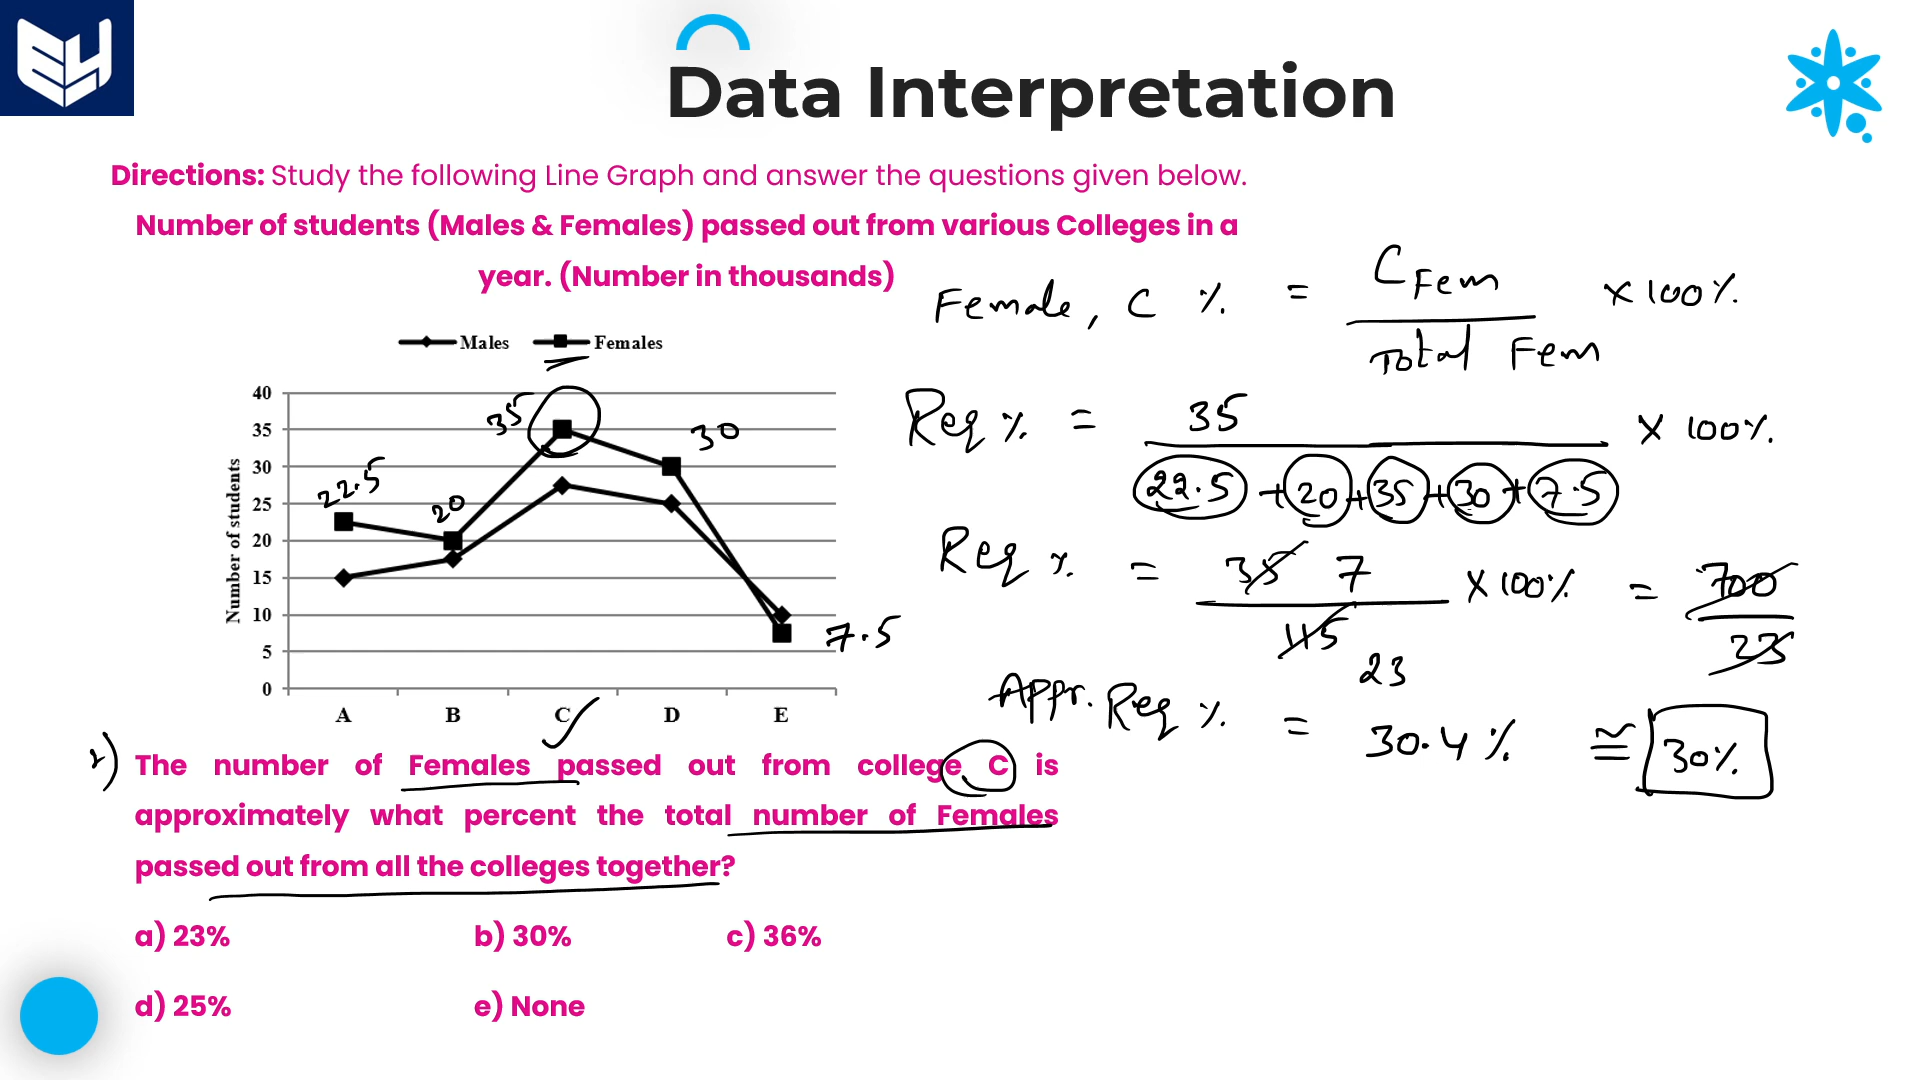 Data Interpretation
Directions: Study the following Line Graph and answer the questions given below.
Number of students (Males & Females) passed out from various Colleges in a
year. (Number in thousands)
Males
Females
Number of students
40
35
30
25
20
15
10
5
0
A B C D E
22.5
20
35
30
7.5
Female, C % = C Fem / Total Fem × 100%
Req % = 35 / 22.5 + 20 + 35 + 30 + 7.5 × 100%
Req % = 35 7 / 115 23 × 100% = 700 / 23
Appr. Req % = 30.4 % ≅ 30%
The number of Females passed out from college C is
approximately what percent the total number of Females
passed out from all the colleges together?
a) 23% b) 30% c) 36%
d) 25% e) None